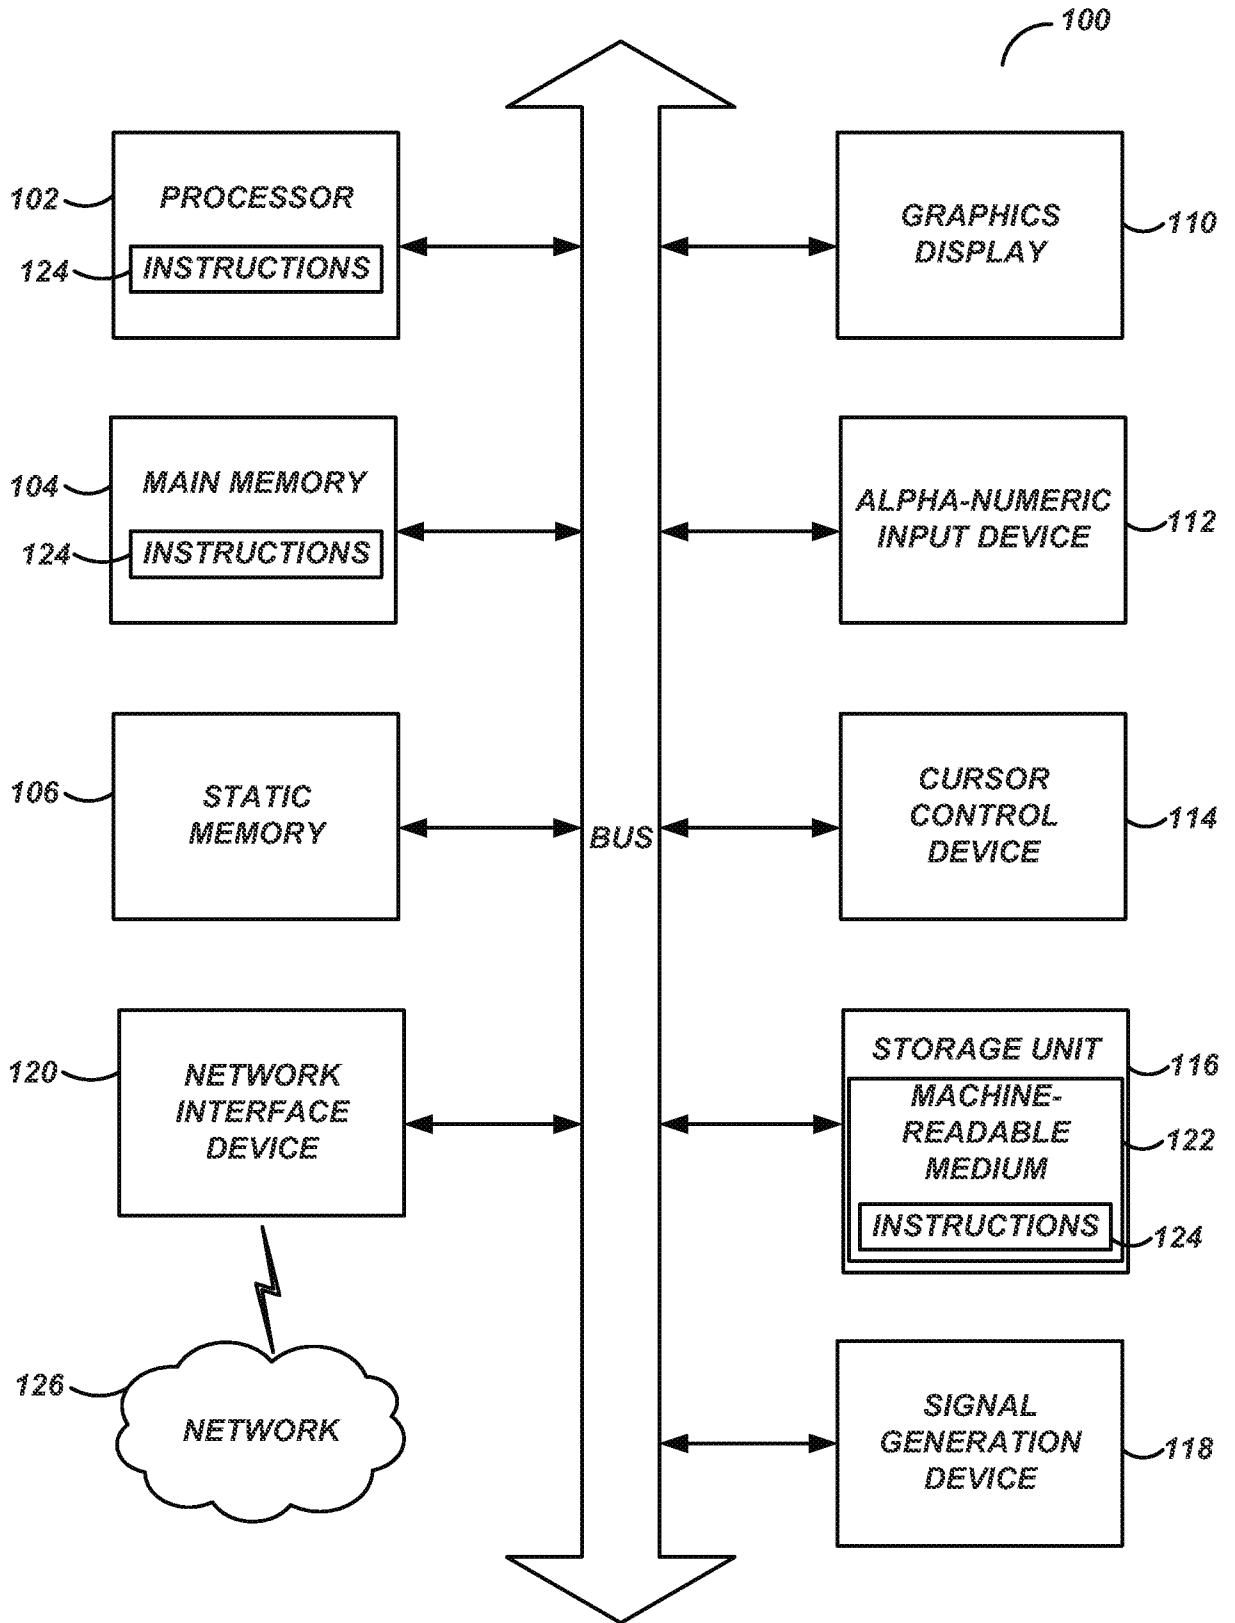 100
102
PROCESSOR
124
INSTRUCTIONS
GRAPHICS
DISPLAY
110
104
MAIN MEMORY
124
INSTRUCTIONS
ALPHA-NUMERIC
INPUT DEVICE
112
106
STATIC
MEMORY
BUS
CURSOR
CONTROL
DEVICE
114
120
NETWORK
INTERFACE
DEVICE
STORAGE UNIT
116
MACHINE-
READABLE
MEDIUM
122
INSTRUCTIONS
124
126
NETWORK
SIGNAL
GENERATION
DEVICE
118